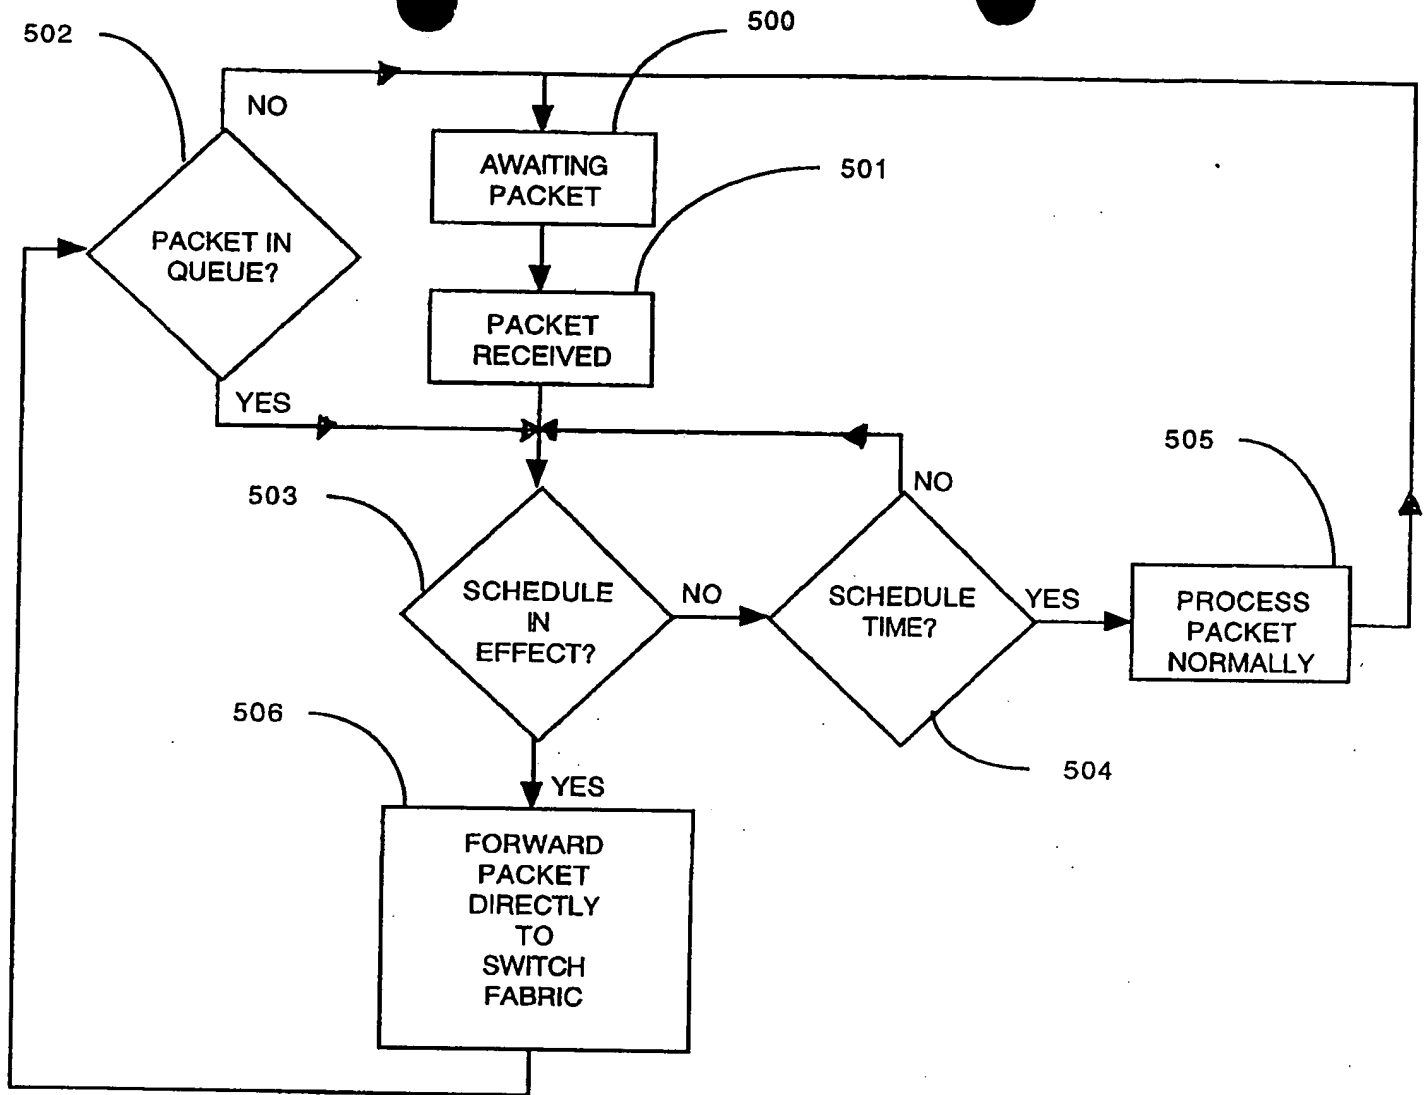 502
500
NO
AWAITING
PACKET
501
PACKET IN
QUEUE?
PACKET
RECEIVED
YES
505
503
NO
SCHEDULE
IN
EFFECT?
NO
SCHEDULE
TIME?
YES
PROCESS
PACKET
NORMALLY
506
504
YES
FORWARD
PACKET
DIRECTLY
TO
SWITCH
FABRIC